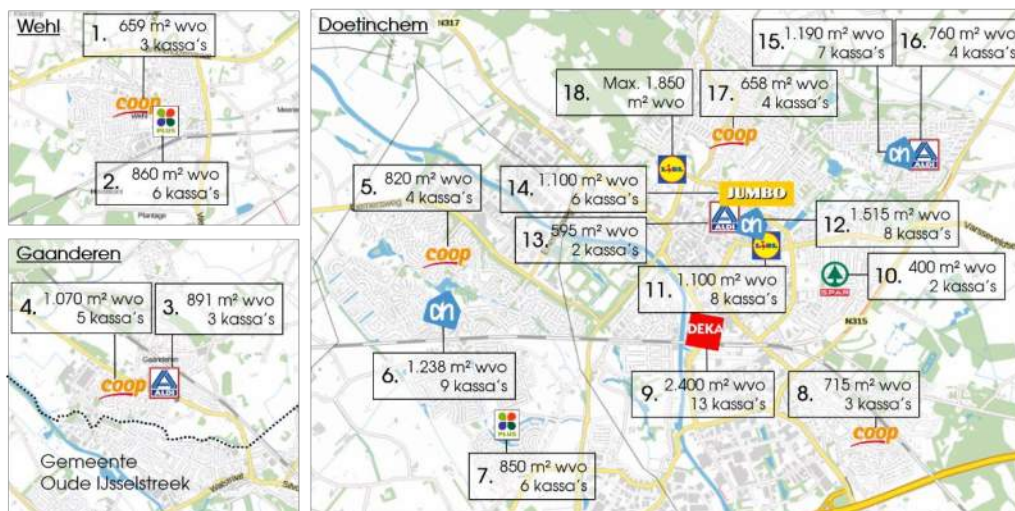 Wehl
1. 659 m² wvo
3 kassa's
coop
Wehl
PLUS
2. 860 m² wvo
6 kassa's
Plantage
Gaanderen
4. 1.070 m² wvo
5 kassa's
3. 891 m² wvo
3 kassa's
Gaanderen
coop
ALDI
Gemeente
Oude IJsselstreek
Doetinchem
N317
15. 1.190 m² wvo
7 kassa's
16. 760 m² wvo
4 kassa's
18. Max. 1.850
m² wvo
17. 658 m² wvo
4 kassa's
coop
ah
ALDI
LIDL
5. 820 m² wvo
4 kassa's
14. 1.100 m² wvo
6 kassa's
JUMBO
13. 595 m² wvo
2 kassa's
ALDI
ah
LIDL
12. 1.515 m² wvo
8 kassa's
coop
11. 1.100 m² wvo
8 kassa's
SPAR
10. 400 m² wvo
2 kassa's
ah
DEKA
N315
6. 1.238 m² wvo
9 kassa's
9. 2.400 m² wvo
13 kassa's
8. 715 m² wvo
3 kassa's
coop
PLUS
7. 850 m² wvo
6 kassa's